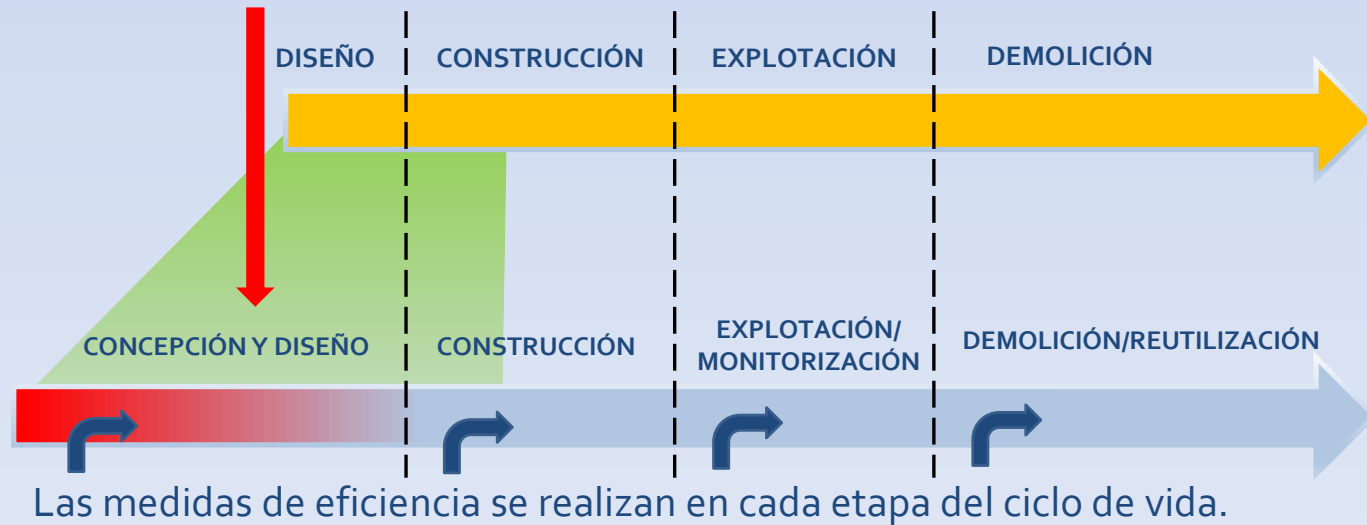 DISEÑO CONSTRUCCIÓN EXPLOTACIÓN DEMOLICIÓN
CONCEPCIÓN Y DISEÑO
CONSTRUCCIÓN
EXPLOTACIÓN/
MONITORIZACIÓN
DEMOLICIÓN/REUTILIZACIÓN
Las medidas de eficiencia se realizan en cada etapa del ciclo de vida.